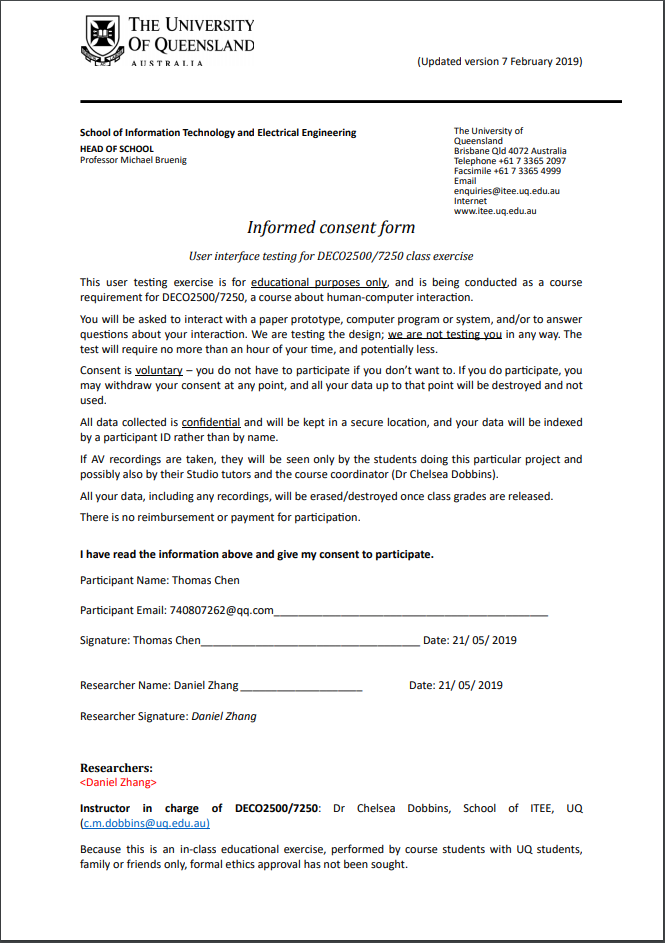 THE UNIVERSITY
OF QUEENSLAND
AUSTRALIA
(Updated version 7 February 2019)
School of Information Technology and Electrical Engineering
HEAD OF SCHOOL
Professor Michael Bruenig
The University of
Queensland
Brisbane Qld 4072 Australia
Telephone +61 7 3365 2097
Facsimile +61 7 3365 4999
Email
enquiries@itee.uq.edu.au
Internet
www.itee.uq.edu.au
Informed consent form
User interface testing for DECO2500/7250 class exercise
This user testing exercise is for educational purposes only, and is being conducted as a course
requirement for DECO2500/7250, a course about human-computer interaction.
You will be asked to interact with a paper prototype, computer program or system, and/or to answer
questions about your interaction. We are testing the design; we are not testing you in any way. The
test will require no more than an hour of your time, and potentially less.
Consent is voluntary – you do not have to participate if you don't want to. If you do participate, you
may withdraw your consent at any point, and all your data up to that point will be destroyed and not
used.
All data collected is confidential and will be kept in a secure location, and your data will be indexed
by a participant ID rather than by name.
If AV recordings are taken, they will be seen only by the students doing this particular project and
possibly also by their Studio tutors and the course coordinator (Dr Chelsea Dobbins).
All your data, including any recordings, will be erased/destroyed once class grades are released.
There is no reimbursement or payment for participation.
I have read the information above and give my consent to participate.
Participant Name: Thomas Chen
Participant Email: 740807262@qq.com
Signature: Thomas Chen Date: 21/ 05/ 2019
Researcher Name: Daniel Zhang Date: 21/ 05/ 2019
Researcher Signature: Daniel Zhang
Researchers:
<Daniel Zhang>
Instructor in charge of DECO2500/7250: Dr Chelsea Dobbins, School of ITEE, UQ
(c.m.dobbins@uq.edu.au)
Because this is an in-class educational exercise, performed by course students with UQ students,
family or friends only, formal ethics approval has not been sought.